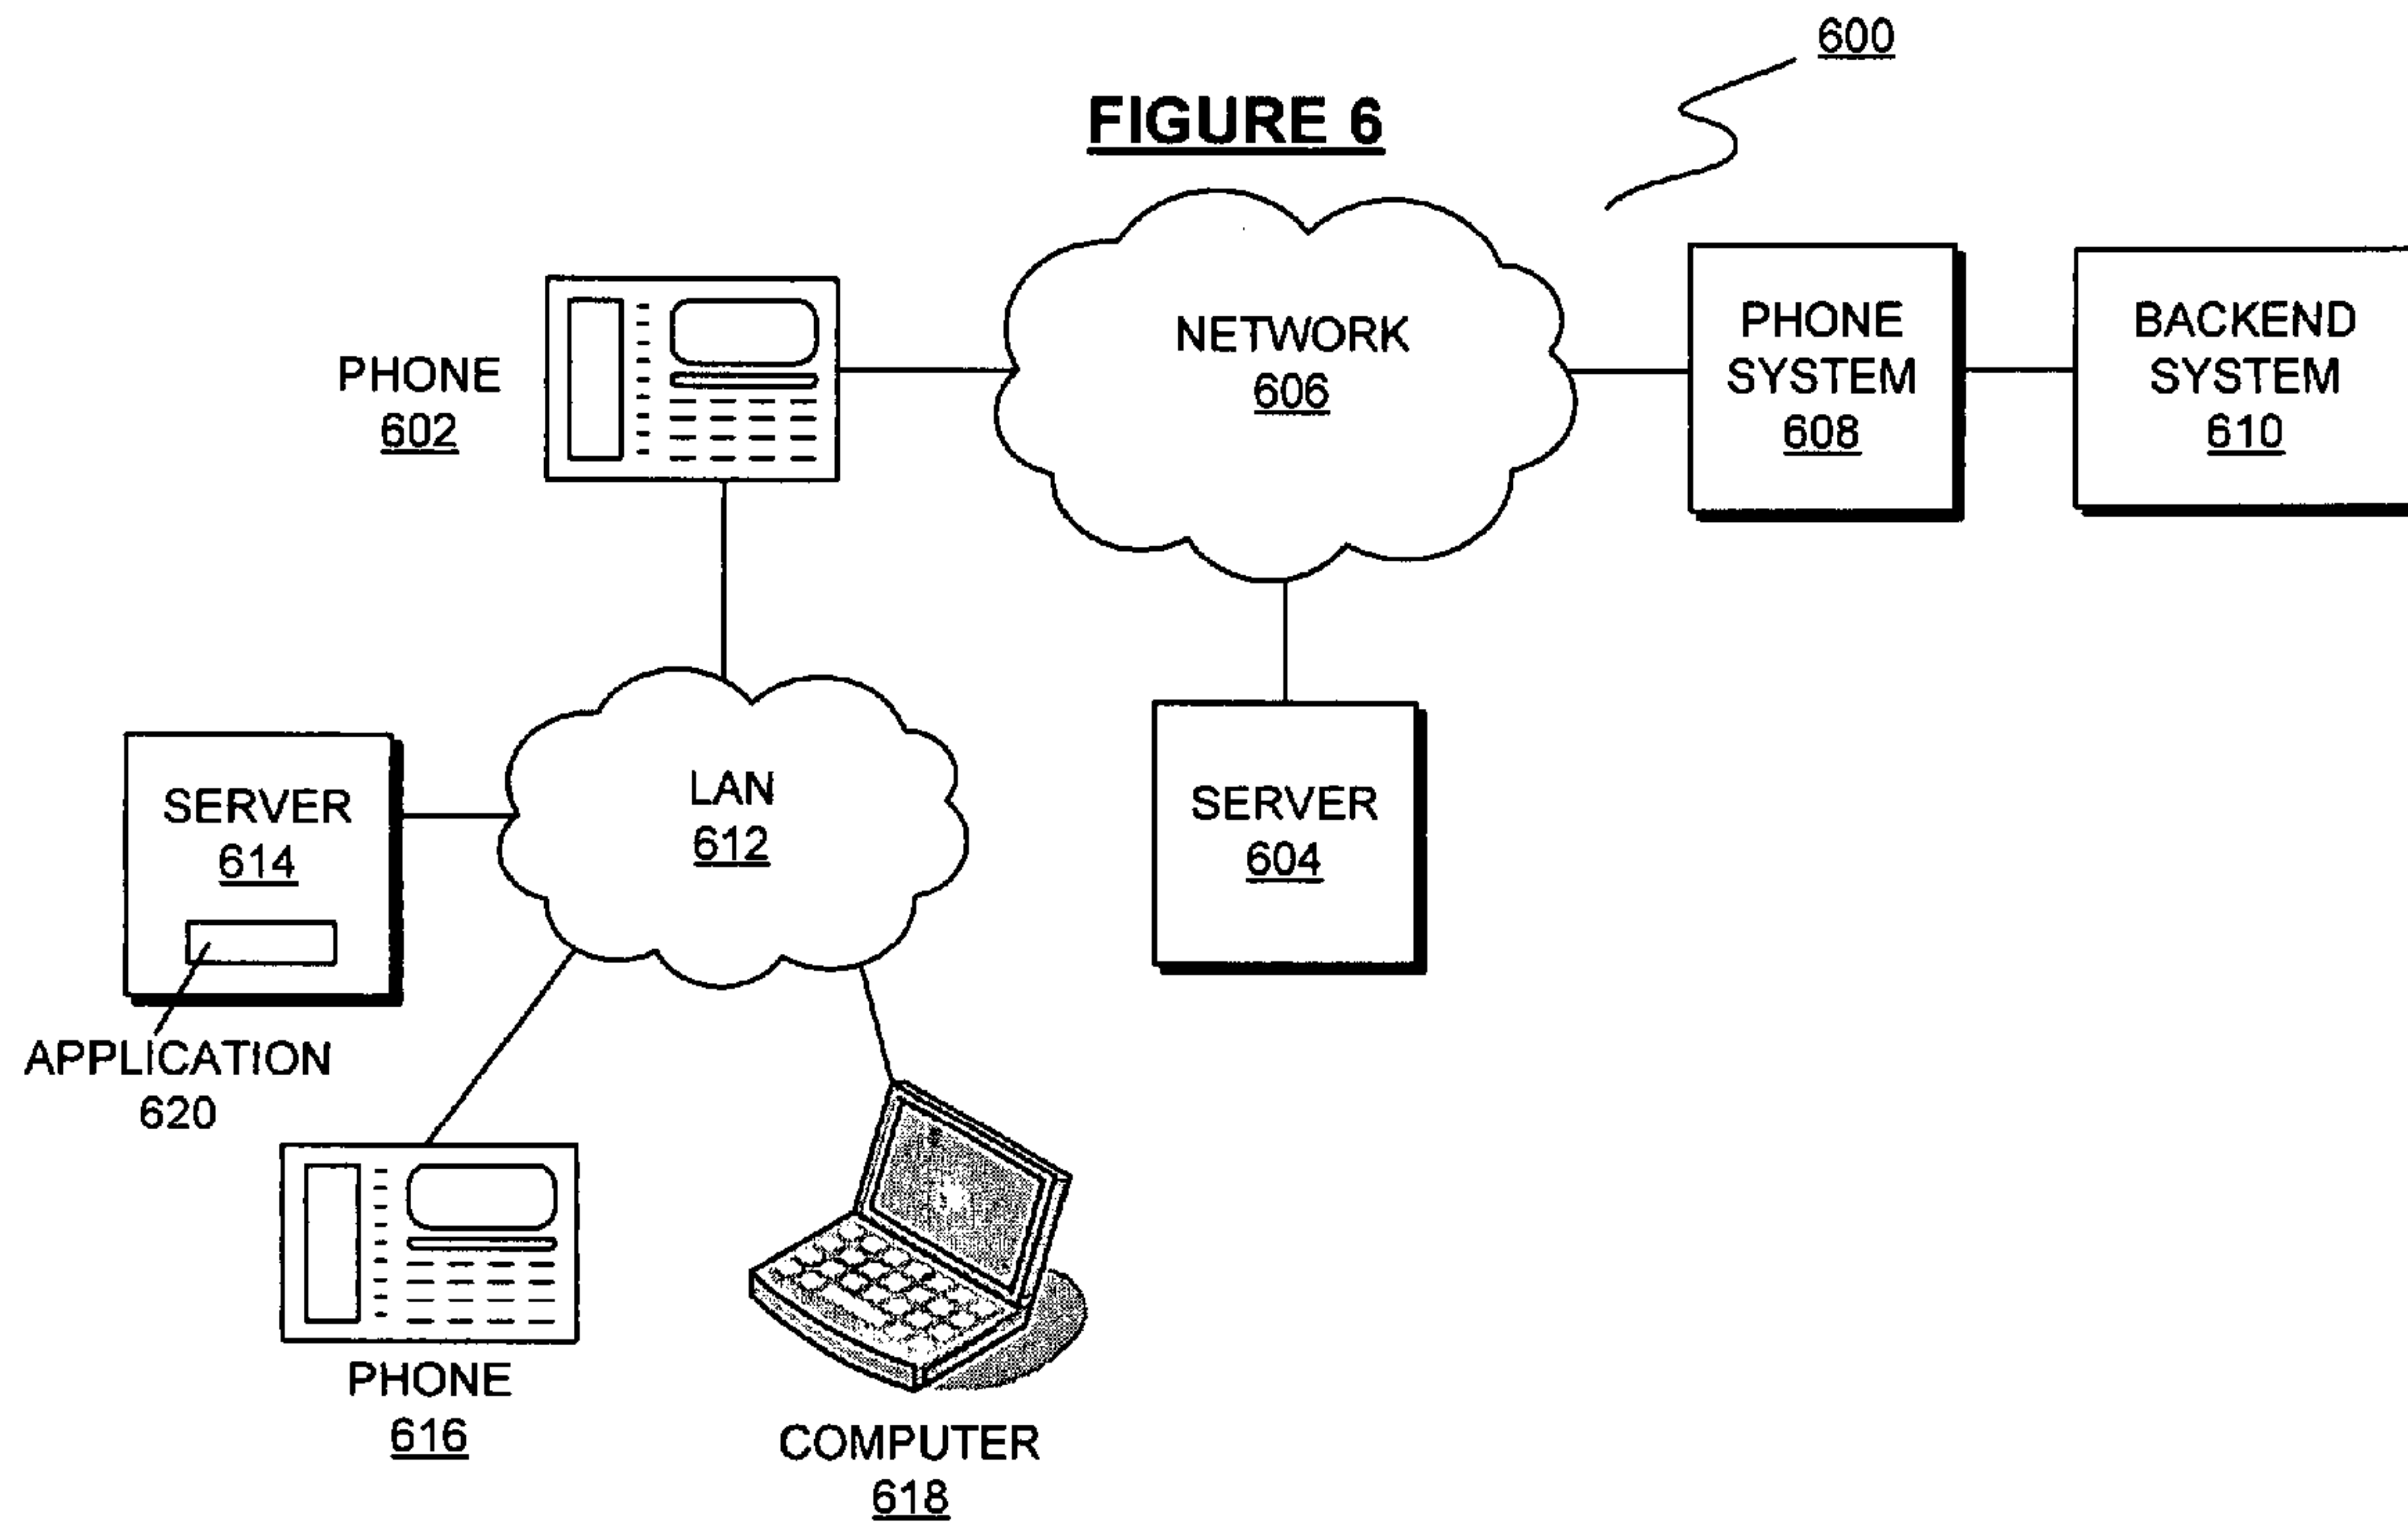 600
FIGURE 6
PHONE
602
NETWORK
606
PHONE
SYSTEM
608
BACKEND
SYSTEM
610
SERVER
614
LAN
612
SERVER
604
APPLICATION
620
PHONE
616
COMPUTER
618